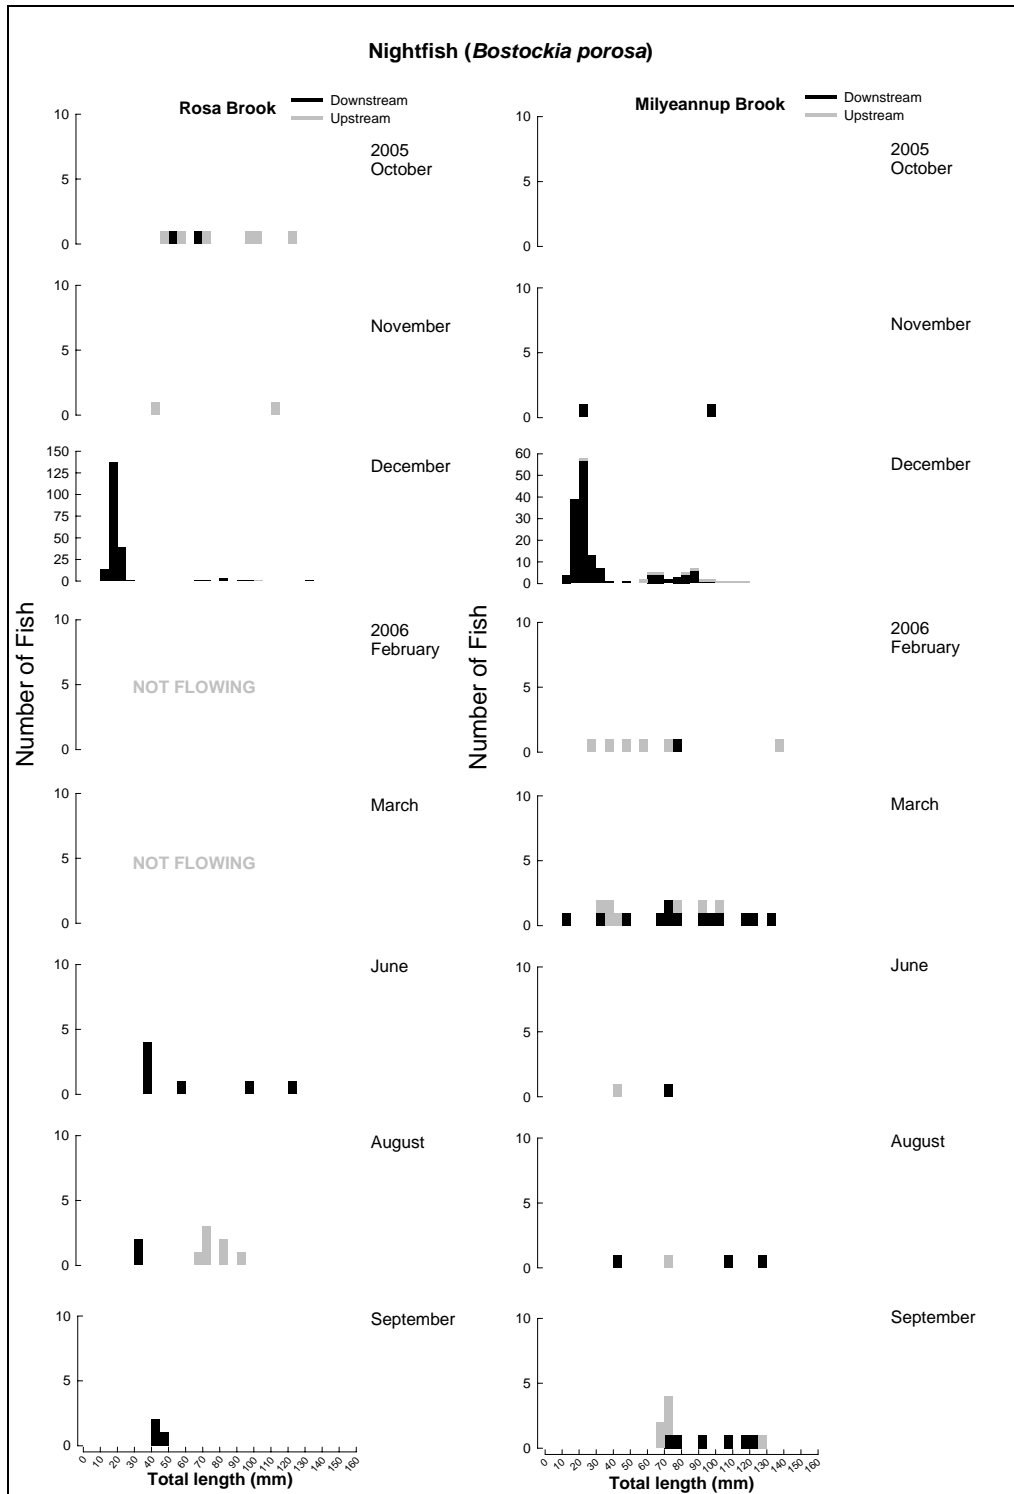 Nightfish (Bostockia porosa)
Rosa Brook
Downstream
Upstream
10
5
0
2005
October
10
5
0
November
150
125
100
75
50
25
0
December
10
5
0
2006
February
NOT FLOWING
10
5
0
March
NOT FLOWING
10
5
0
June
10
5
0
August
10
5
0
September
0 10 20 30 40 50 60 70 80 90 100 110 120 130 140 150 160
Total length (mm)
Number of Fish
Milyeannup Brook
Downstream
Upstream
10
5
0
2005
October
10
5
0
November
60
50
40
30
20
10
0
December
10
5
0
2006
February
10
5
0
March
10
5
0
June
10
5
0
August
10
5
0
September
0 10 20 30 40 50 60 70 80 90 100 110 120 130 140 150 160
Total length (mm)
Number of Fish